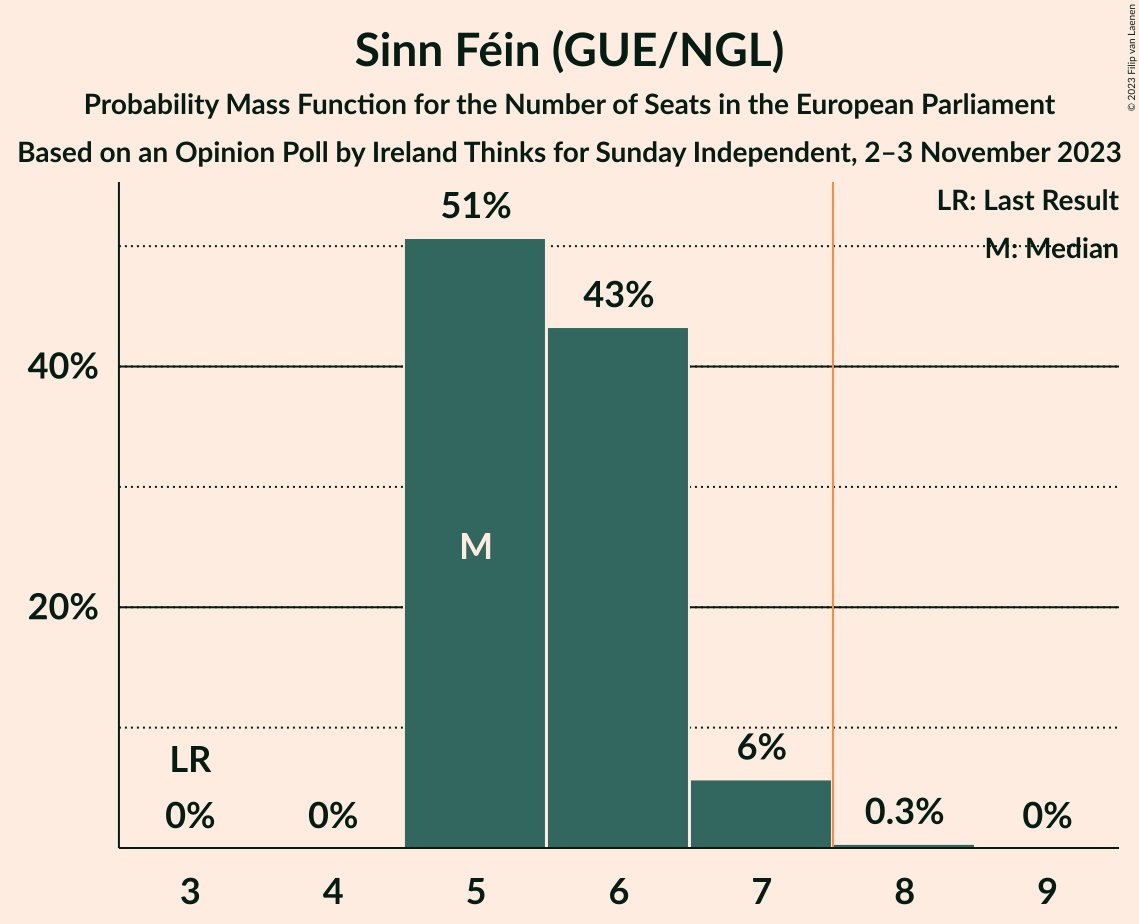 Sinn Féin (GUE/NGL)
Probability Mass Function for the Number of Seats in the European Parliament
Based on an Opinion Poll by Ireland Thinks for Sunday Independent, 2–3 November 2023
© 2023 Filip van Laenen
LR: Last Result
M: Median
51%
43%
40%
M
20%
6%
LR
0%
0%
0.3%
0%
3
4
5
6
7
8
9